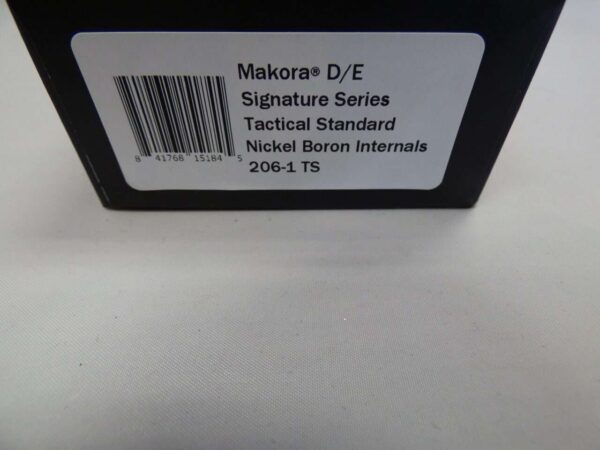 Makora® D/E
Signature Series
Tactical Standard
Nickel Boron Internals
206-1 TS
8 41768 15184 5